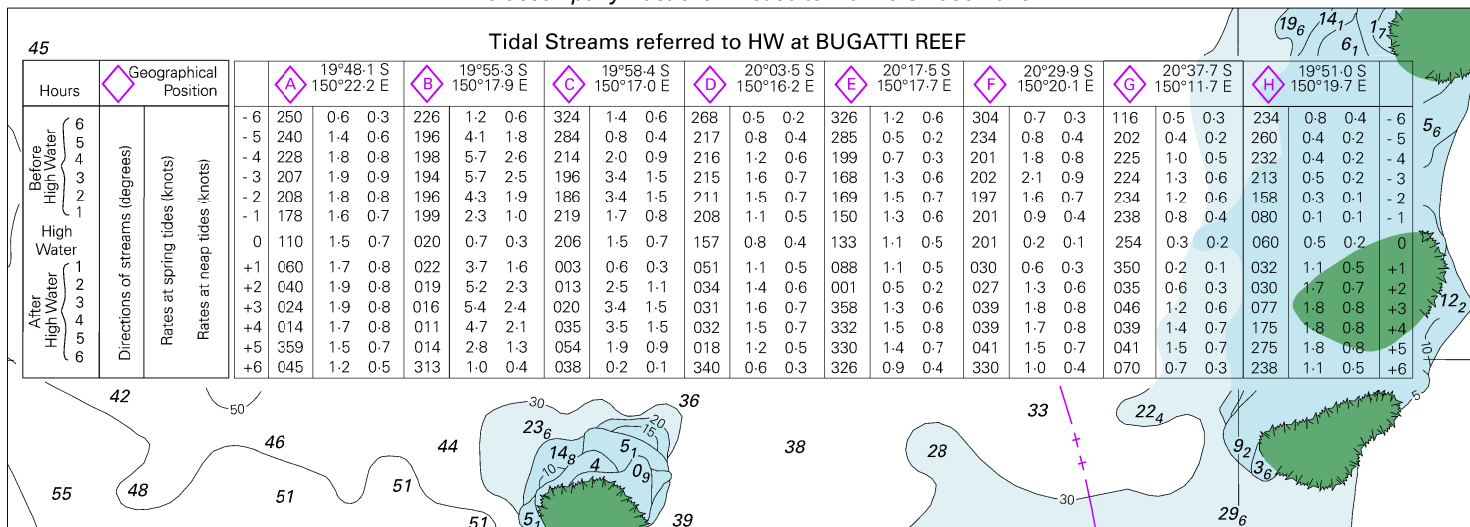 45
Tidal Streams referred to HW at BUGATTI REEF
Hours Geographical Position A 19°48·1 S 150°22·2 E B 19°55·3 S 150°17·9 E C 19°58·4 S 150°17·0 E D 20°03·5 S 150°16·2 E E 20°17·5 S 150°17·7 E F 20°29·9 S 150°20·1 E G 20°37·7 S 150°11·7 E H 19°51·0 S 150°19·7 E
Before High Water 6 5 4 3 2 1
High Water
After High Water 1 2 3 4 5 6
Directions of streams (degrees)
Rates at spring tides (knots)
Rates at neap tides (knots)
- 6 250 0·6 0·3 226 1·2 0·6 324 1·4 0·6 268 0·5 0·2 326 1·2 0·6 304 0·7 0·3 116 0·5 0·3 234 0·8 0·4 - 6
- 5 240 1·4 0·6 196 4·1 1·8 284 0·8 0·4 217 0·8 0·4 285 0·5 0·2 234 0·8 0·4 202 0·4 0·2 260 0·4 0·2 - 5
- 4 228 1·8 0·8 198 5·7 2·6 214 2·0 0·9 216 1·2 0·6 199 0·7 0·3 201 1·8 0·8 225 1·0 0·5 232 0·4 0·2 - 4
- 3 207 1·9 0·9 194 5·7 2·5 196 3·4 1·5 215 1·6 0·7 168 1·3 0·6 202 2·1 0·9 224 1·3 0·6 213 0·5 0·2 - 3
- 2 208 1·8 0·8 196 4·3 1·9 186 3·4 1·5 211 1·5 0·7 169 1·5 0·7 197 1·6 0·7 234 1·2 0·6 158 0·3 0·1 - 2
- 1 178 1·6 0·7 199 2·3 1·0 219 1·7 0·8 208 1·1 0·5 150 1·3 0·6 201 0·9 0·4 238 0·8 0·4 080 0·1 0·1 - 1
0 110 1·5 0·7 020 0·7 0·3 206 1·5 0·7 157 0·8 0·4 133 1·1 0·5 201 0·2 0·1 254 0·3 0·2 060 0·5 0·2 0
+1 060 1·7 0·8 022 3·7 1·6 003 0·6 0·3 051 1·1 0·5 088 1·1 0·5 030 0·6 0·3 350 0·2 0·1 032 1·1 0·5 +1
+2 040 1·9 0·8 019 5·2 2·3 013 2·5 1·1 034 1·4 0·6 001 0·5 0·2 027 1·3 0·6 035 0·6 0·3 030 1·7 0·7 +2
+3 024 1·9 0·8 016 5·4 2·4 020 3·4 1·5 031 1·6 0·7 358 1·3 0·6 039 1·8 0·8 046 1·2 0·6 077 1·8 0·8 +3
+4 014 1·7 0·8 011 4·7 2·1 035 3·5 1·5 032 1·5 0·7 332 1·5 0·8 039 1·7 0·8 039 1·4 0·7 175 1·8 0·8 +4
+5 359 1·5 0·7 014 2·8 1·3 054 1·9 0·9 018 1·2 0·5 330 1·4 0·7 041 1·5 0·7 041 1·5 0·7 275 1·8 0·8 +5
+6 045 1·2 0·5 313 1·0 0·4 038 0·2 0·1 340 0·6 0·3 326 0·9 0·4 330 1·0 0·4 070 0·7 0·3 238 1·1 0·5 +6
19₆ 14₁ 1₇
6₁
5₆
12₂
10
5
42 50 30 36 33 22₄
23₆ 20 15
46 44 14₈ 5₁ 38 28 9₂
10 4 0₉ 3₆
55 48 51 51 30
51 5₁ 39 29₆